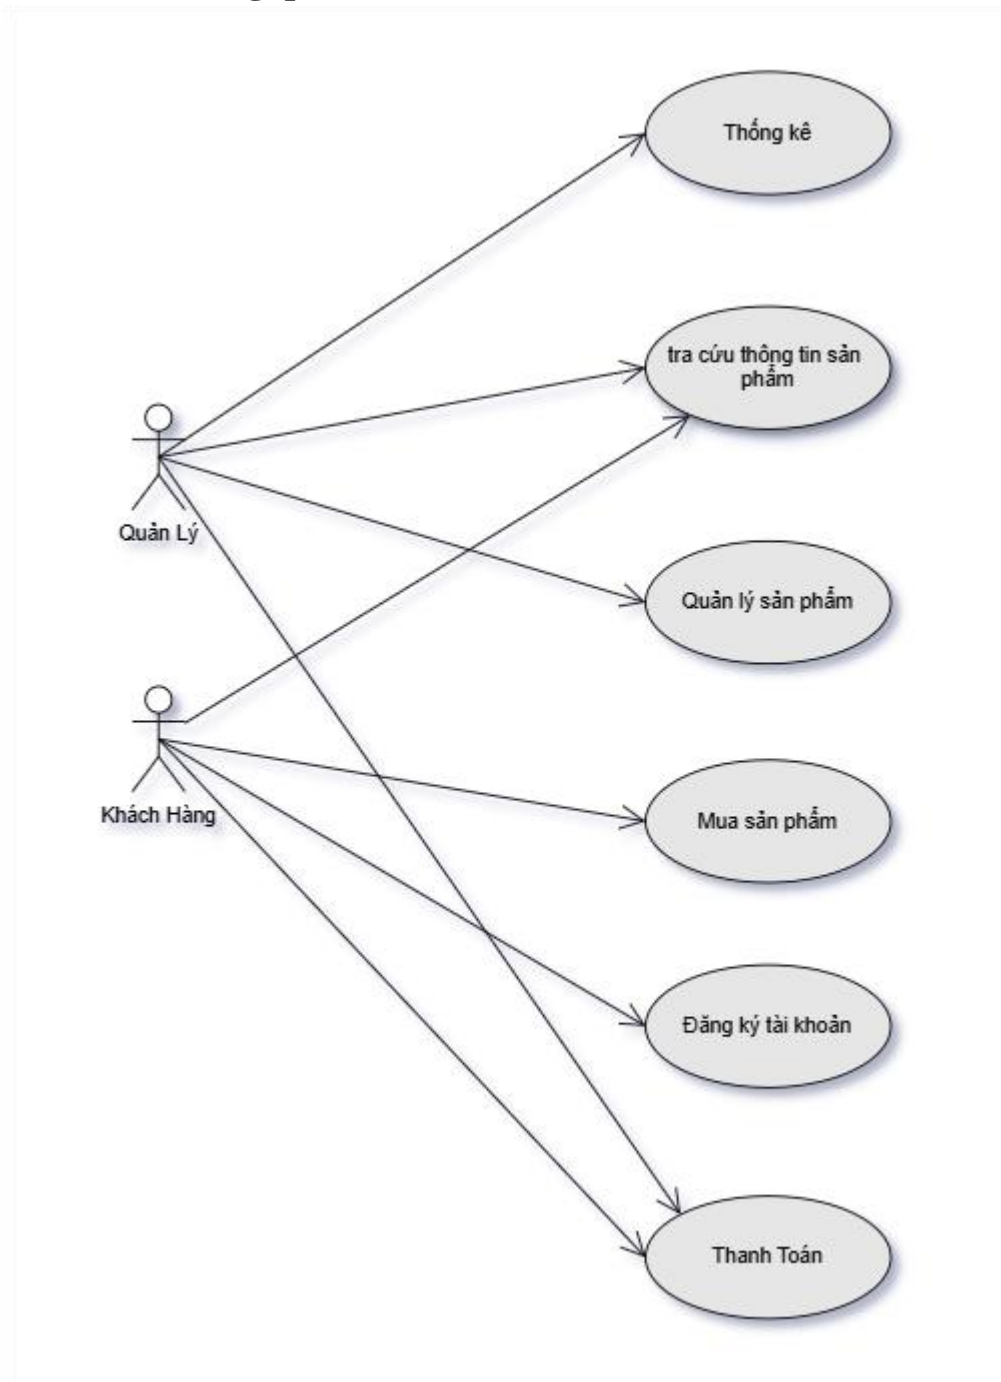 Thống kê
tra cứu thông tin sản
phẩm
Quản Lý
Quản lý sản phẩm
Khách Hàng
Mua sản phẩm
Đăng ký tài khoản
Thanh Toán